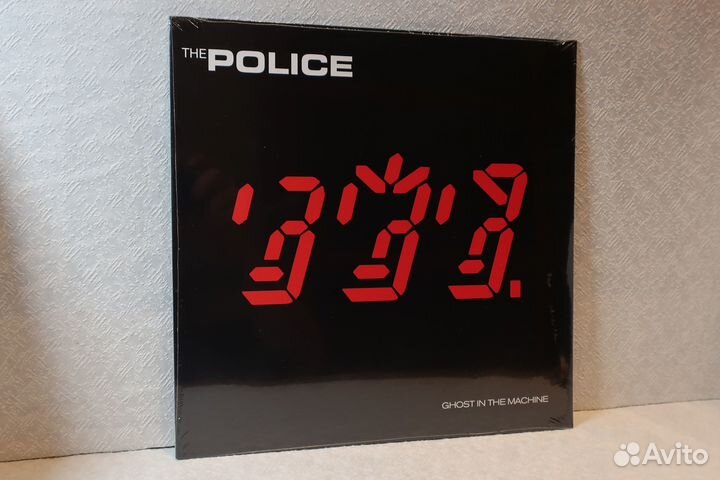 THE POLICE
GHOST IN THE MACHINE
Avito